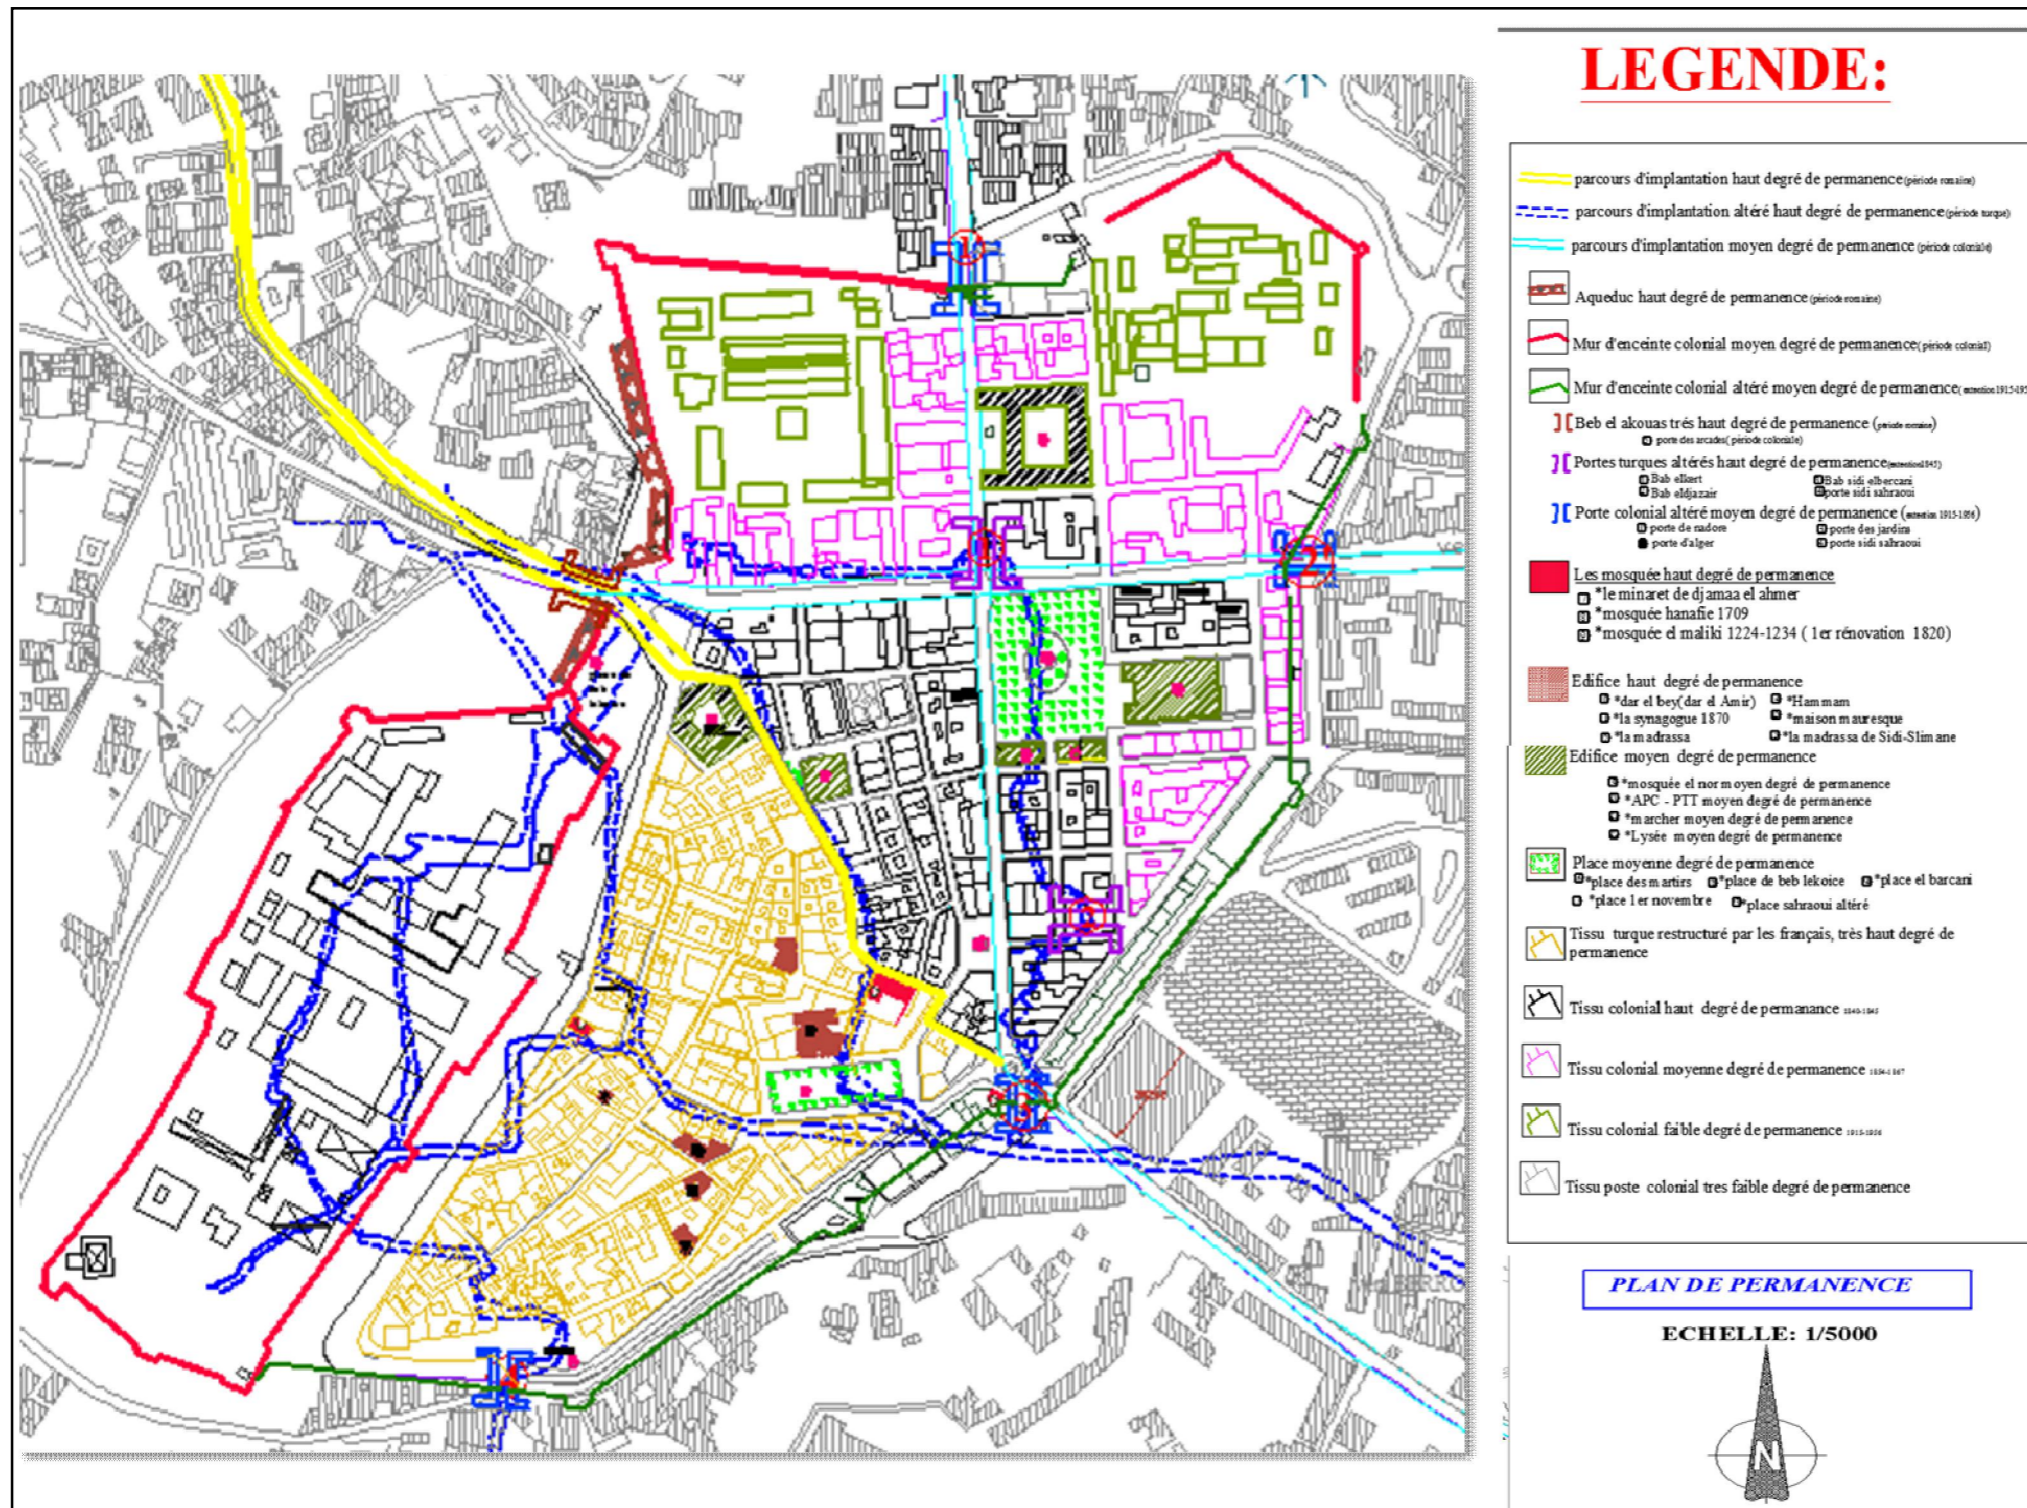 LEGENDE:
parcours d'implantation haut degré de permanence (période romaine)
parcours d'implantation altéré haut degré de permanence (période turque)
parcours d'implantation moyen degré de permanence (période coloniale)
Aqueduc haut degré de permanence (période romaine)
Mur d'enceinte colonial moyen degré de permanence (période colonial)
Mur d'enceinte colonial altéré moyen degré de permanence
Beb el akouas trés haut degré de permanence (période romaine)
porte des arcades (période coloniale)
Portes turques altérés haut degré de permanence
Bab elkert
Bab sidi elbercani
Bab eldjazair
porte sidi sahraoui
Porte colonial altéré moyen degré de permanence
porte de nadore
porte des jardins
porte d'alger
porte sidi sahraoui
Les mosquée haut degré de permanence
*le minaret de djamaa el ahmer
*mosquée hanafie 1709
*mosquée el maliki 1224-1234 ( 1er rénovation 1820)
Edifice haut degré de permanence
*dar el bey(dar el Amir)
*Hammam
*la synagogue 1870
*maison mauresque
*la madrassa
*la madrassa de Sidi-Slimane
Edifice moyen degré de permanence
*mosquée el nor moyen degré de permanence
*APC - PTT moyen degré de permanence
*marcher moyen degré de permanence
*Lysée moyen degré de permanence
Place moyenne degré de permanence
*place des martirs *place de beb lekoice *place el barcani
*place 1er novembre *place sahraoui altéré
Tissu turque restructuré par les français, très haut degré de
permanence
Tissu colonial haut degré de permanance
Tissu colonial moyenne degré de permanence
Tissu colonial faible degré de permanence
Tissu poste colonial tres faible degré de permanence
PLAN DE PERMANENCE
ECHELLE: 1/5000
N
1
2